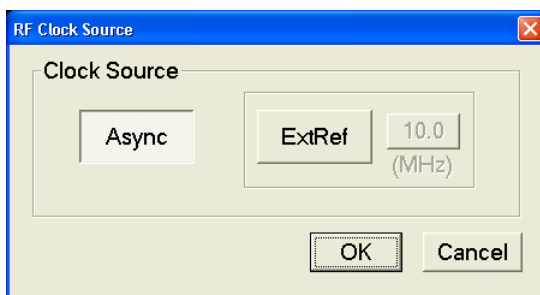 RF Clock Source
Clock Source
Async ExtRef 10.0
(MHz)
OK Cancel